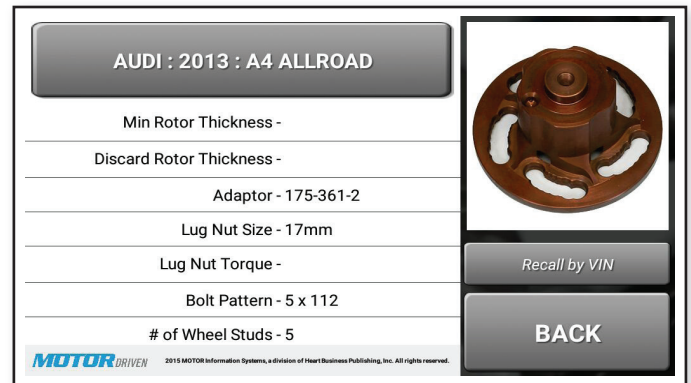 AUDI : 2013 : A4 ALLROAD
Min Rotor Thickness -
Discard Rotor Thickness -
Adaptor - 175-361-2
Lug Nut Size - 17mm
Lug Nut Torque -
Bolt Pattern - 5 x 112
# of Wheel Studs - 5
Recall by VIN
BACK
MOTOR DRIVEN 2015 MOTOR Information Systems, a division of Heart Business Publishing, Inc. All rights reserved.